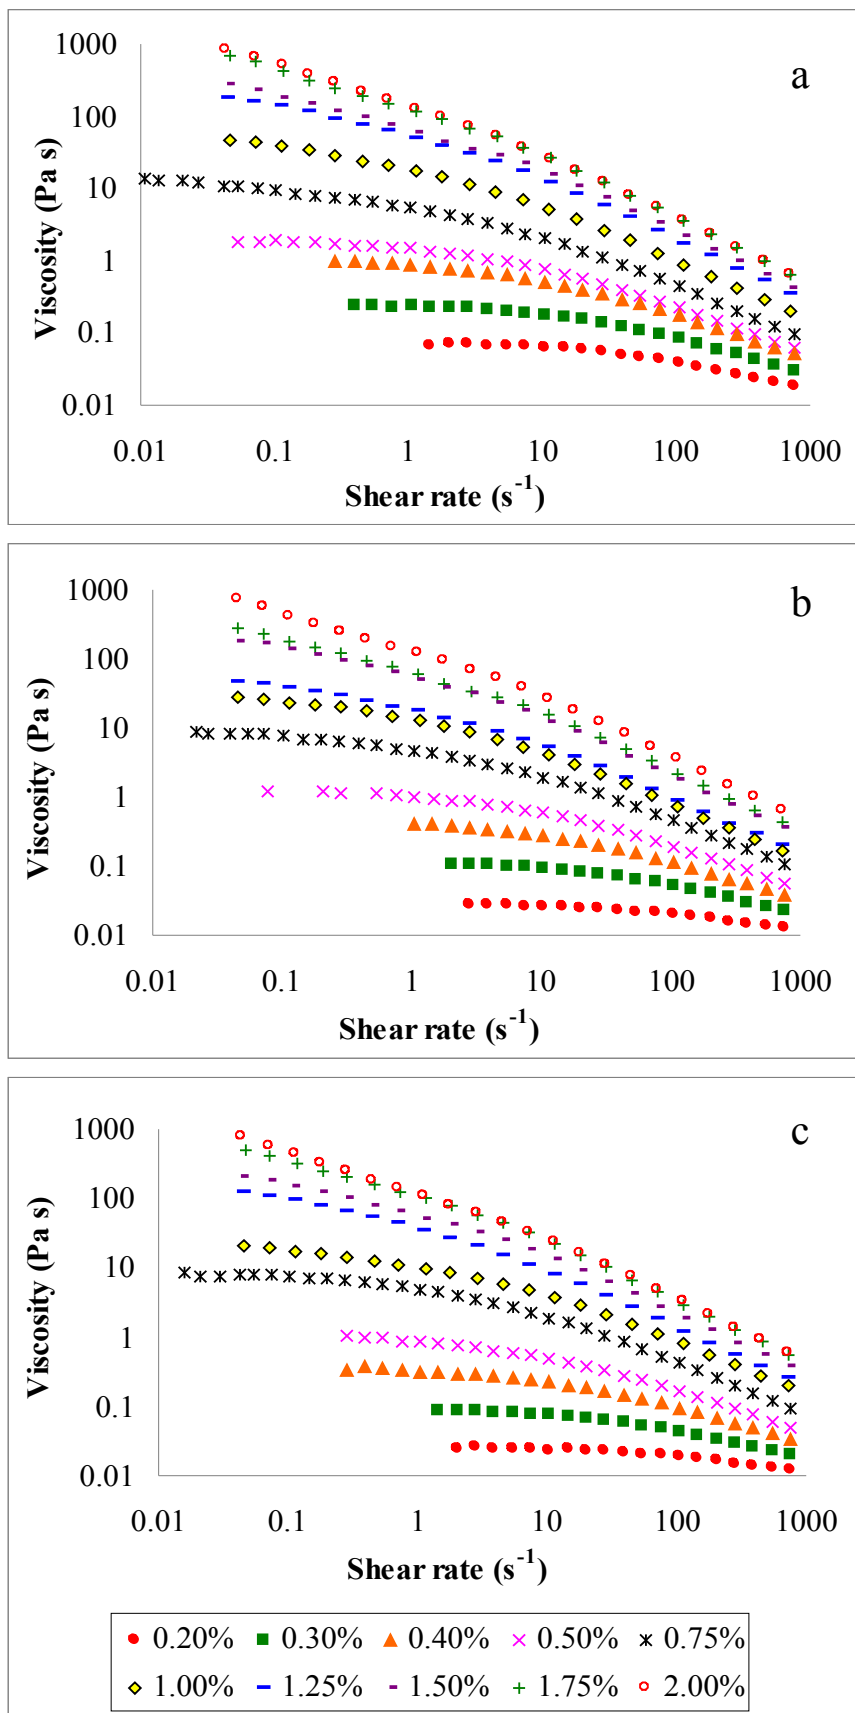 a
1000
100
10
1
0.1
0.01
Viscosity (Pa s)
0.01 0.1 1 10 100 1000
Shear rate (s⁻¹)
b
1000
100
10
1
0.1
0.01
Viscosity (Pa s)
0.01 0.1 1 10 100 1000
Shear rate (s⁻¹)
c
1000
100
10
1
0.1
0.01
Viscosity (Pa s)
0.01 0.1 1 10 100 1000
Shear rate (s⁻¹)
0.20% 0.30% 0.40% 0.50% 0.75%
1.00% 1.25% 1.50% 1.75% 2.00%